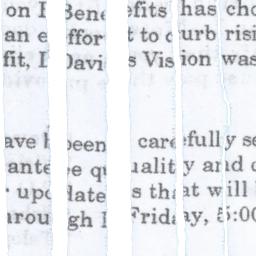 on Benefits has cho
an effort to curb risi
fit, Davis Vision was
ave been carefully se
antee quality and
updates that will
hrough Friday, 5:00